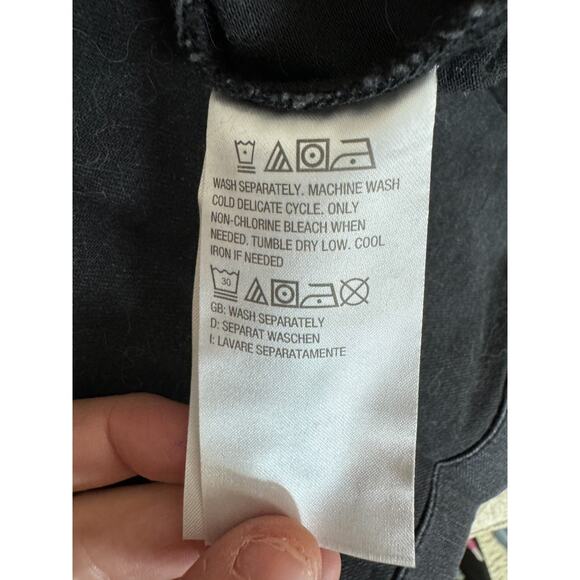 WASH SEPARATELY. MACHINE WASH
COLD DELICATE CYCLE. ONLY
NON-CHLORINE BLEACH WHEN
NEEDED. TUMBLE DRY LOW. COOL
IRON IF NEEDED
30
GB: WASH SEPARATELY
D: SEPARAT WASCHEN
I: LAVARE SEPARATAMENTE